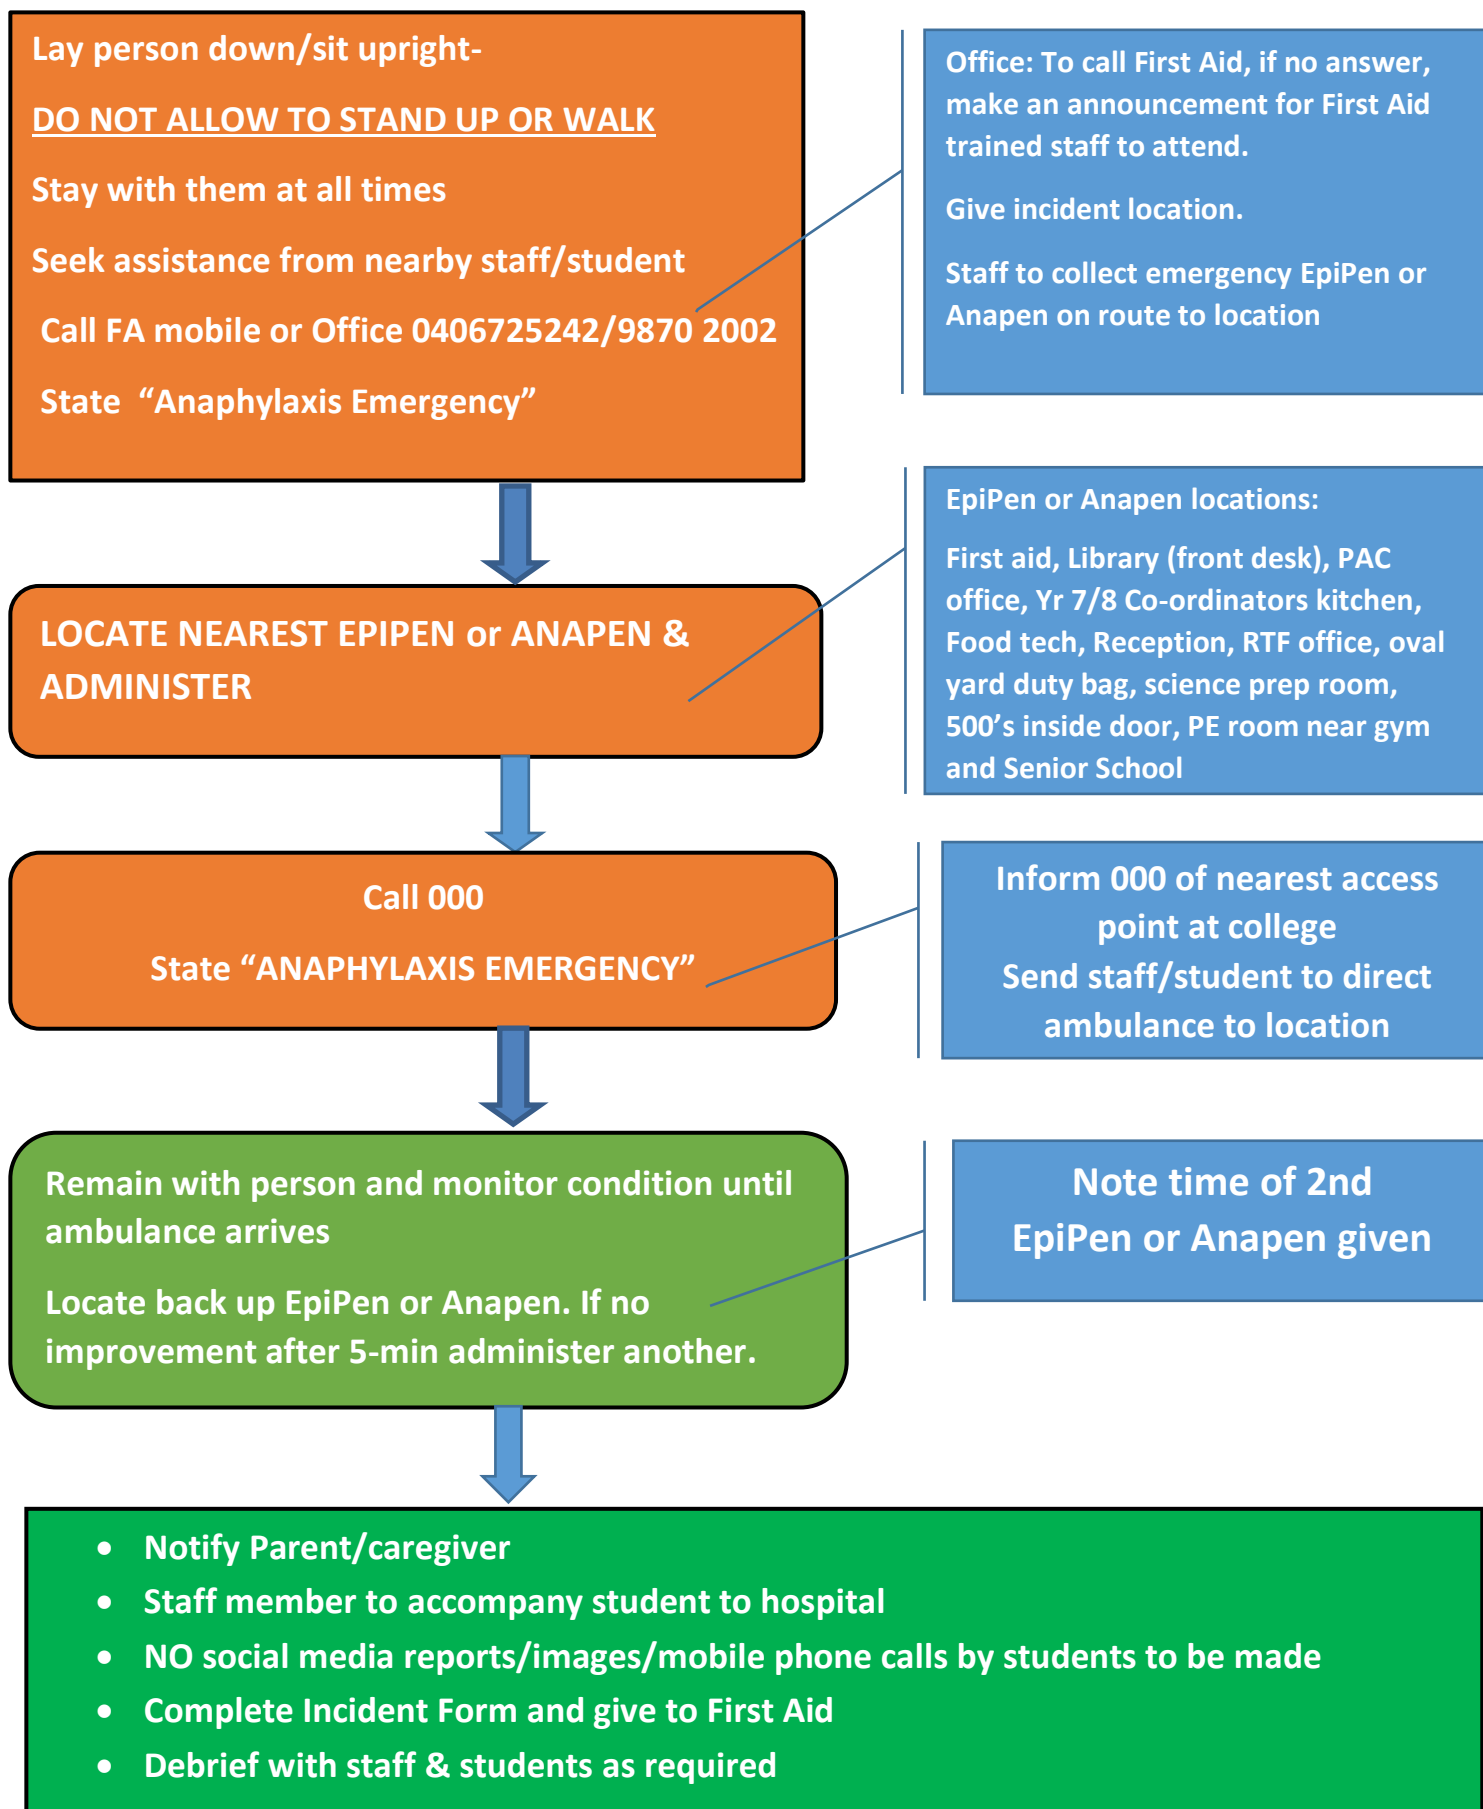 Lay person down/sit upright-
DO NOT ALLOW TO STAND UP OR WALK
Stay with them at all times
Seek assistance from nearby staff/student
Call FA mobile or Office 0406725242/9870 2002
State “Anaphylaxis Emergency”
Office: To call First Aid, if no answer,
make an announcement for First Aid
trained staff to attend.
Give incident location.
Staff to collect emergency EpiPen or
Anapen on route to location
LOCATE NEAREST EPIPEN or ANAPEN &
ADMINISTER
EpiPen or Anapen locations:
First aid, Library (front desk), PAC
office, Yr 7/8 Co-ordinators kitchen,
Food tech, Reception, RTF office, oval
yard duty bag, science prep room,
500’s inside door, PE room near gym
and Senior School
Call 000
State “ANAPHYLAXIS EMERGENCY”
Inform 000 of nearest access
point at college
Send staff/student to direct
ambulance to location
Remain with person and monitor condition until
ambulance arrives
Locate back up EpiPen or Anapen. If no
improvement after 5-min administer another.
Note time of 2nd
EpiPen or Anapen given
• Notify Parent/caregiver
• Staff member to accompany student to hospital
• NO social media reports/images/mobile phone calls by students to be made
• Complete Incident Form and give to First Aid
• Debrief with staff & students as required